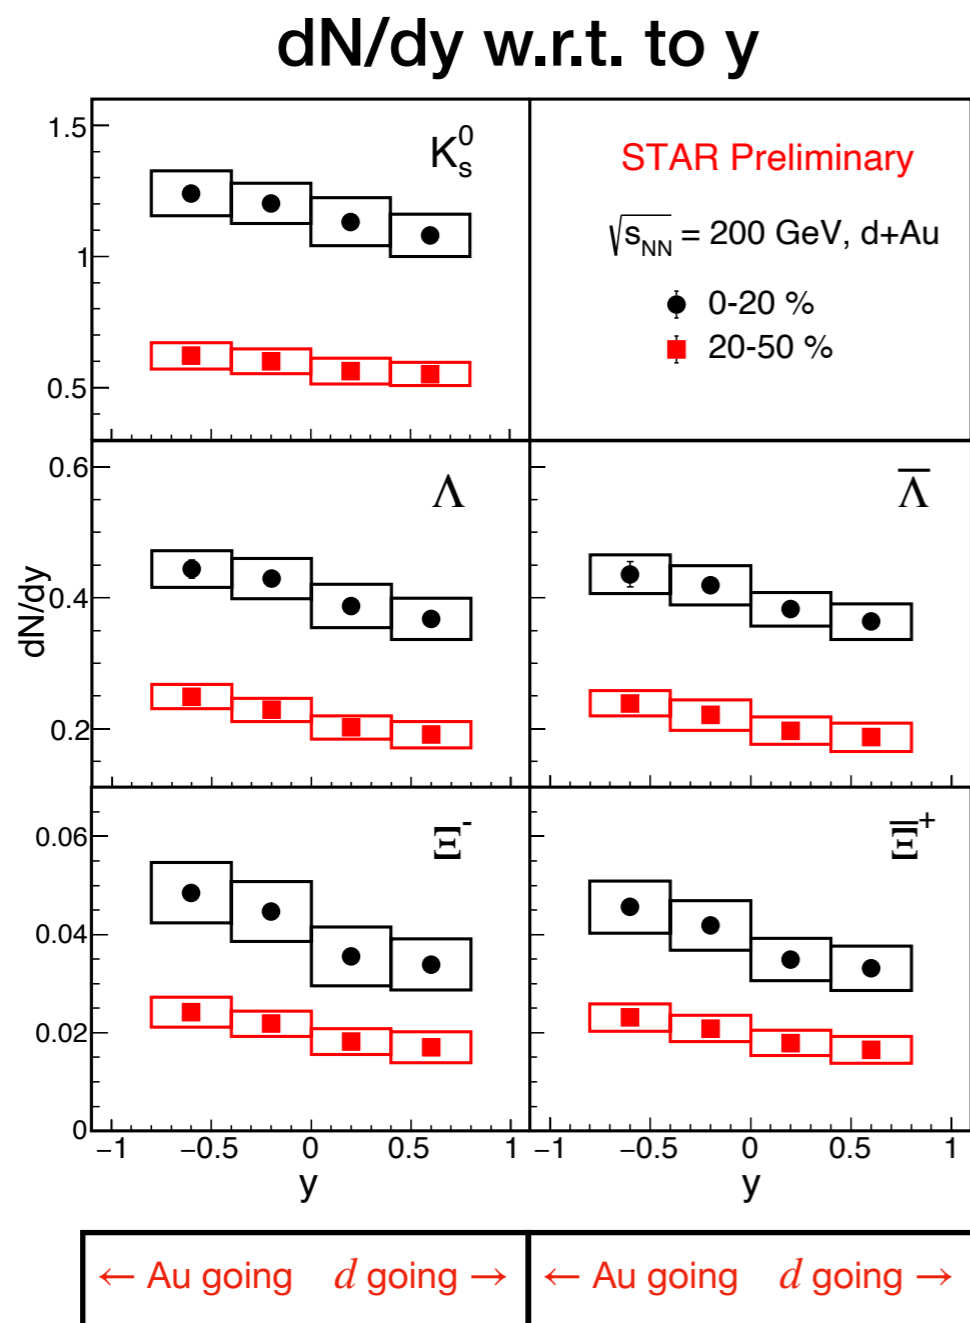 dN/dy w.r.t. to y
1.5
1
0.5
K⁰ₛ
STAR Preliminary
√sNN = 200 GeV, d+Au
0-20 %
20-50 %
dN/dy
0.6
0.4
0.2
Λ
Λ̅
0.06
0.04
0.02
0
Ξ⁻
Ξ̅⁺
−1 −0.5 0 0.5 1
−1 −0.5 0 0.5 1
y
y
← Au going d going →
← Au going d going →